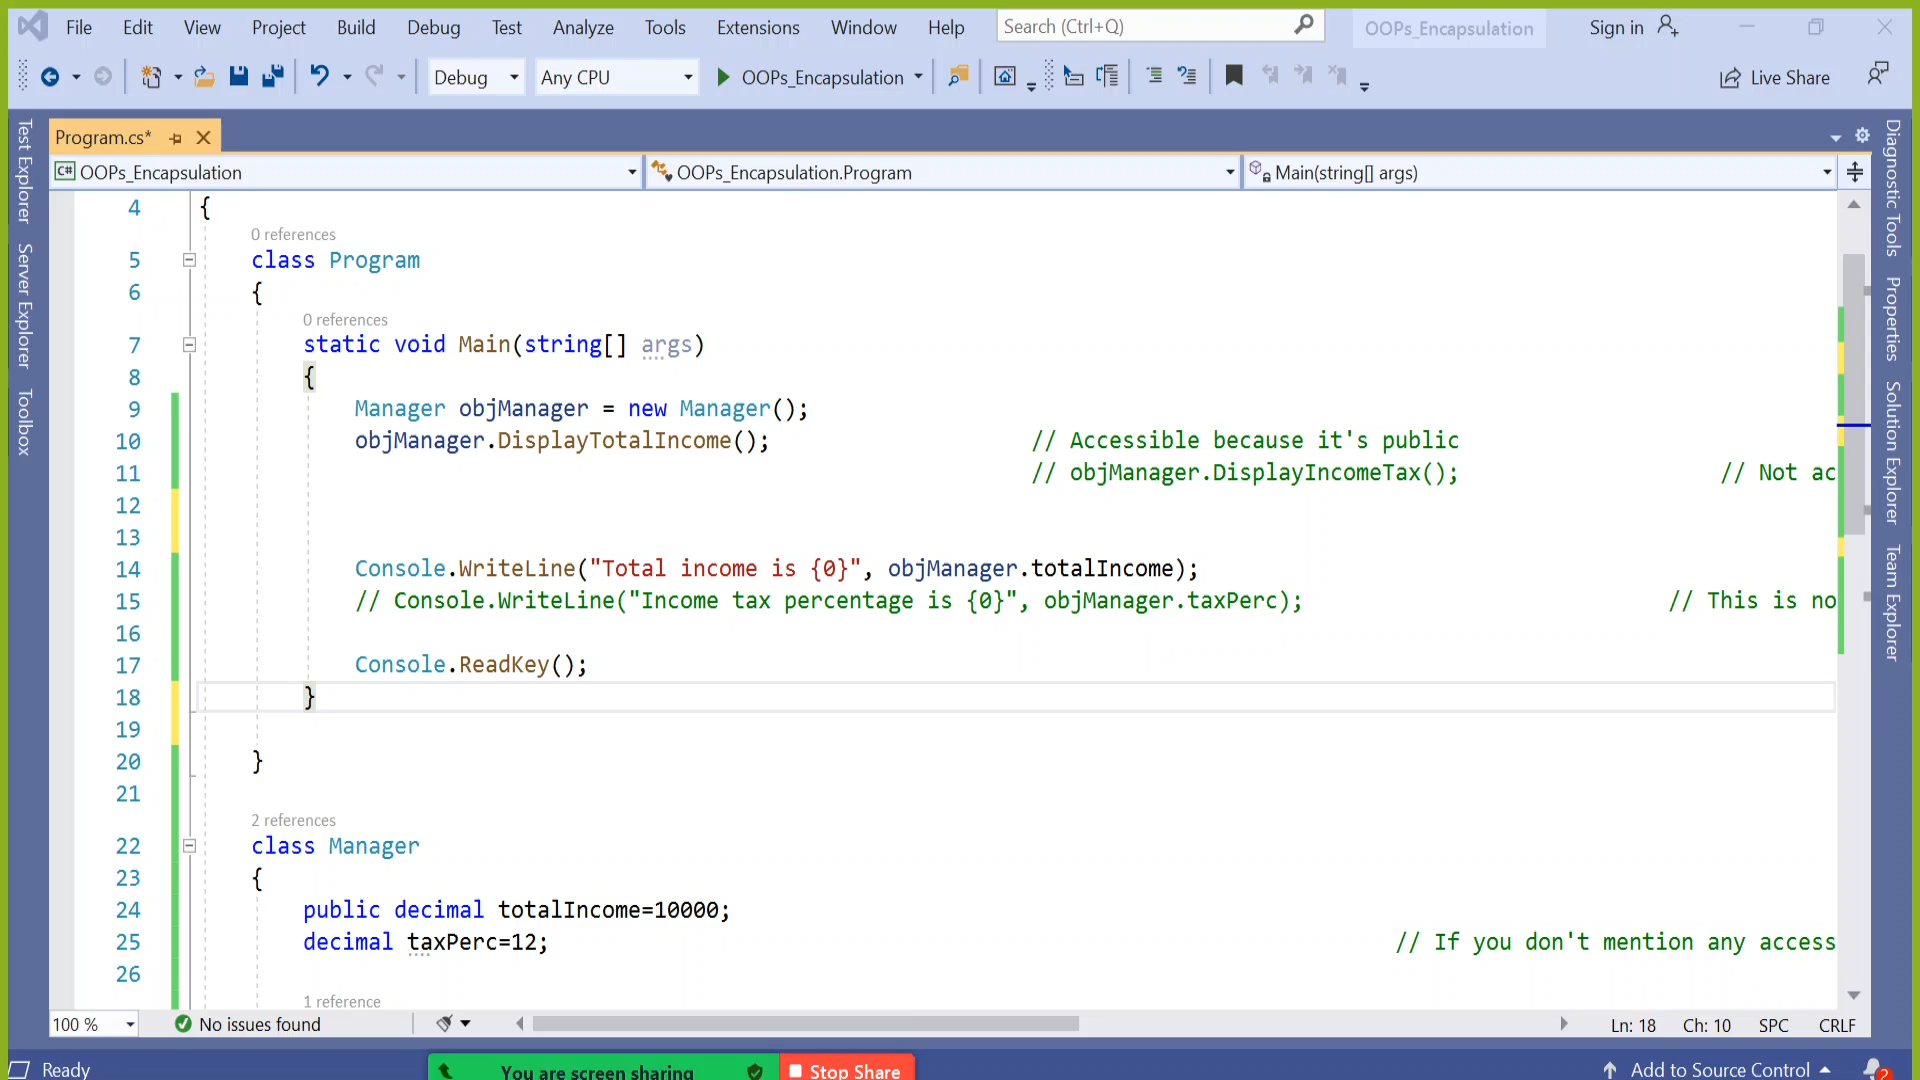 File Edit View Project Build Debug Test Analyze Tools Extensions Window Help Search (Ctrl+Q) OOPs_Encapsulation Sign in
Debug Any CPU OOPs_Encapsulation Live Share
Program.cs*
OOPs_Encapsulation OOPs_Encapsulation.Program Main(string[] args)
Test Explorer
Server Explorer
Toolbox
4 {
0 references
5 class Program
6 {
0 references
7 static void Main(string[] args)
8 {
9 Manager objManager = new Manager();
10 objManager.DisplayTotalIncome(); // Accessible because it's public
11 // objManager.DisplayIncomeTax(); // Not ac
12
13
14 Console.WriteLine("Total income is {0}", objManager.totalIncome);
15 // Console.WriteLine("Income tax percentage is {0}", objManager.taxPerc); // This is no
16
17 Console.ReadKey();
18 }
19
20 }
21
2 references
22 class Manager
23 {
24 public decimal totalIncome=10000;
25 decimal taxPerc=12; // If you don't mention any access
26
1 reference
Diagnostic Tools
Properties
Solution Explorer
Team Explorer
100 % No issues found Ln: 18 Ch: 10 SPC CRLF
Ready You are screen sharing Stop Share Add to Source Control 2